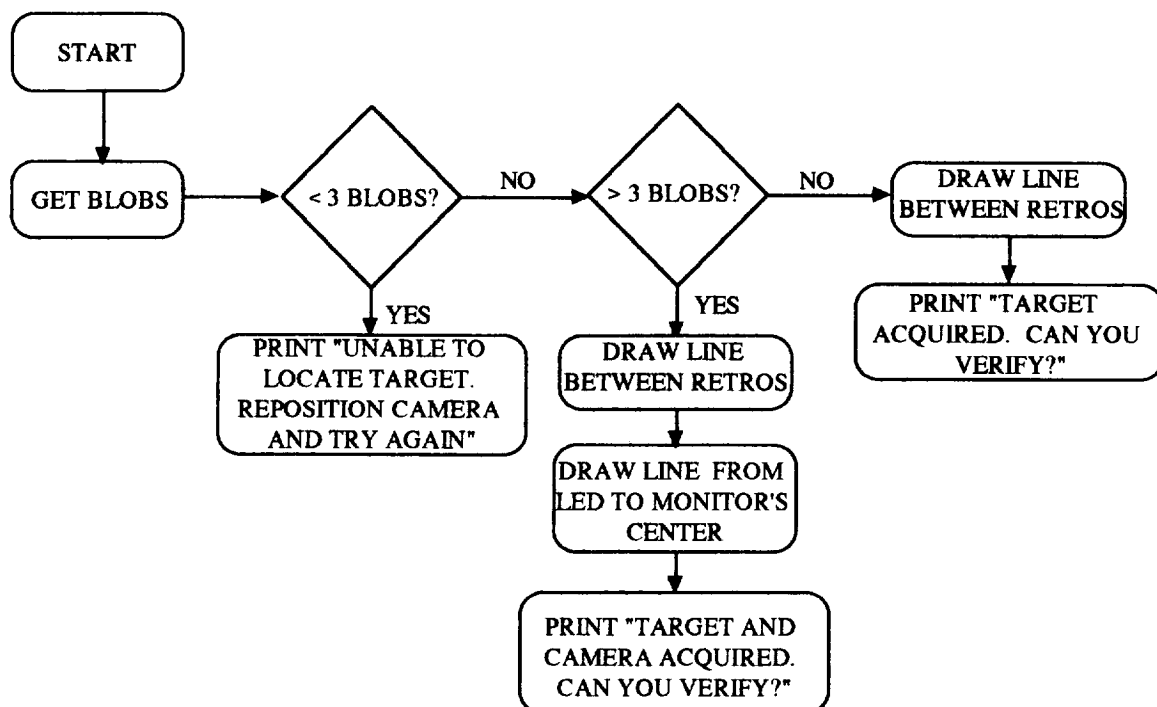 START
GET BLOBS
< 3 BLOBS?
NO
> 3 BLOBS?
NO
DRAW LINE
BETWEEN RETROS
YES
PRINT "UNABLE TO
LOCATE TARGET.
REPOSITION CAMERA
AND TRY AGAIN"
YES
DRAW LINE
BETWEEN RETROS
DRAW LINE FROM
LED TO MONITOR'S
CENTER
PRINT "TARGET AND
CAMERA ACQUIRED.
CAN YOU VERIFY?"
PRINT "TARGET
ACQUIRED. CAN YOU
VERIFY?"